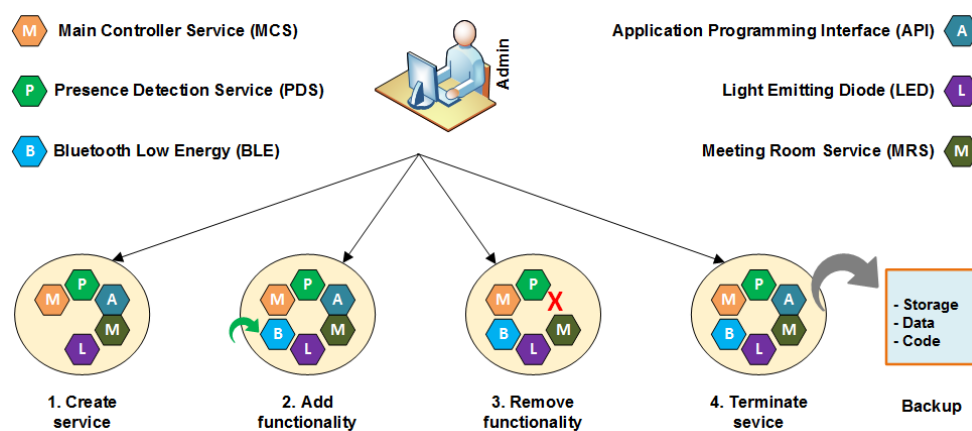 M Main Controller Service (MCS)
P Presence Detection Service (PDS)
B Bluetooth Low Energy (BLE)
Admin
Application Programming Interface (API) A
Light Emitting Diode (LED) L
Meeting Room Service (MRS) M
P
M A
M
L
1. Create
service
P
M A
B M
L
2. Add
functionality
P
M X
B M
L
3. Remove
functionality
P
M A
B M
L
4. Terminate
sevice
- Storage
- Data
- Code
Backup